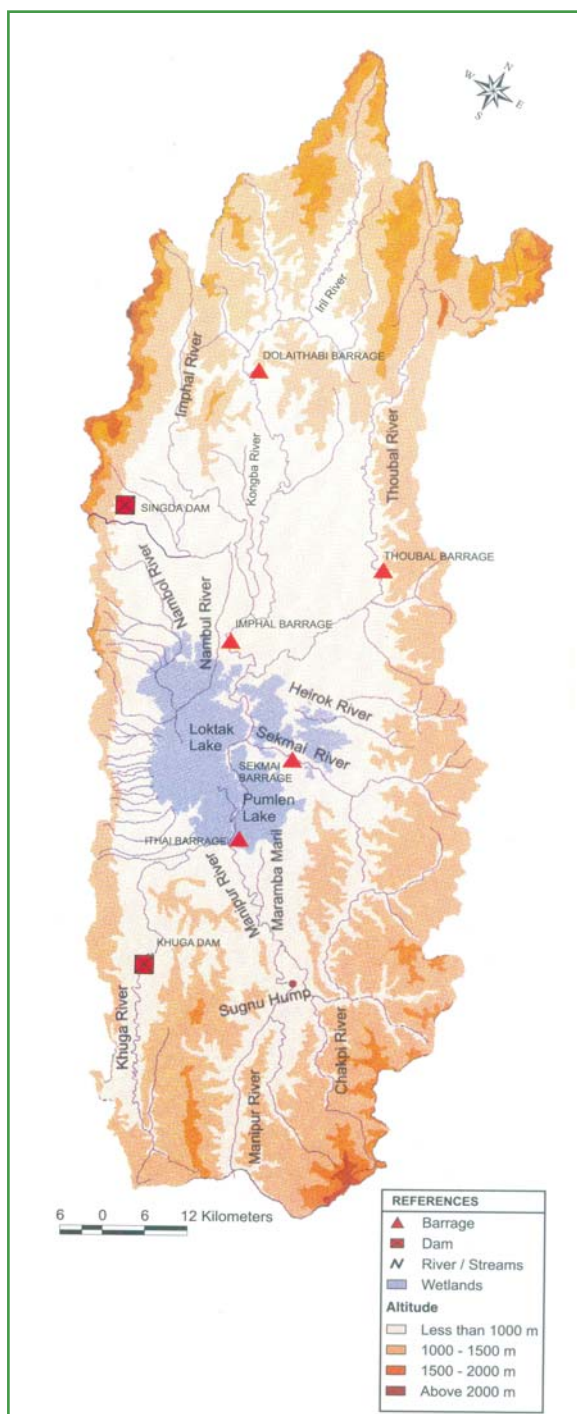 N
W
E
S
Iril River
DOLAITHABI BARRAGE
Imphal River
Kongba River
Thoubal River
SINGDA DAM
THOUBAL BARRAGE
Nambol River
Nambul River
IMPHAL BARRAGE
Heirok River
Loktak
Lake
Sekmai River
SEKMAI
BARRAGE
Pumlen
Lake
ITHAI BARRAGE
Manipur River
Maramba Maril
KHUGA DAM
Sugnu Hump
Khuga River
Chakpi River
Manipur River
6 0 6 12 Kilometers
REFERENCES
Barrage
Dam
River / Streams
Wetlands
Altitude
Less than 1000 m
1000 - 1500 m
1500 - 2000 m
Above 2000 m